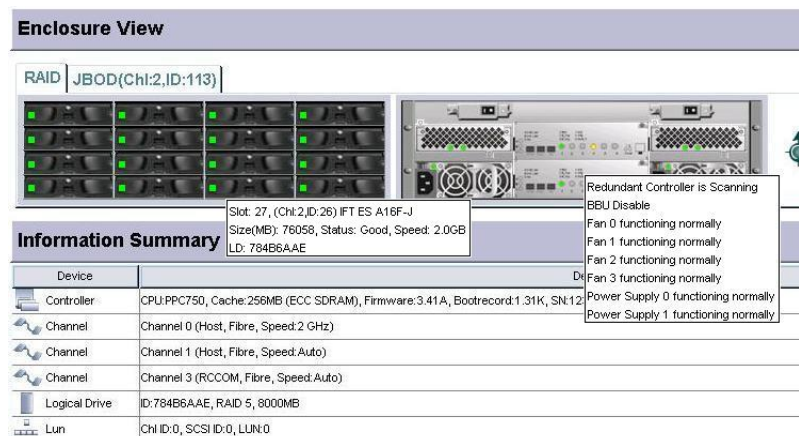 Enclosure View
RAID
JBOD(Chl:2,ID:113)
Slot: 27, (Chl:2,ID:26) IFT ES A16F-J
Size(MB): 76058, Status: Good, Speed: 2.0GB
LD: 784B6AAE
Redundant Controller is Scanning
BBU Disable
Fan 0 functioning normally
Fan 1 functioning normally
Fan 2 functioning normally
Fan 3 functioning normally
Power Supply 0 functioning normally
Power Supply 1 functioning normally
Information Summary
Device
Controller
CPU:PPC750, Cache:256MB (ECC SDRAM), Firmware:3.41A, Bootrecord:1.31K, SN:12
Channel
Channel 0 (Host, Fibre, Speed:2 GHz)
Channel
Channel 1 (Host, Fibre, Speed:Auto)
Channel
Channel 3 (RCCOM, Fibre, Speed:Auto)
Logical Drive
ID:784B6AAE, RAID 5, 8000MB
Lun
Chl ID:0, SCSI ID:0, LUN:0